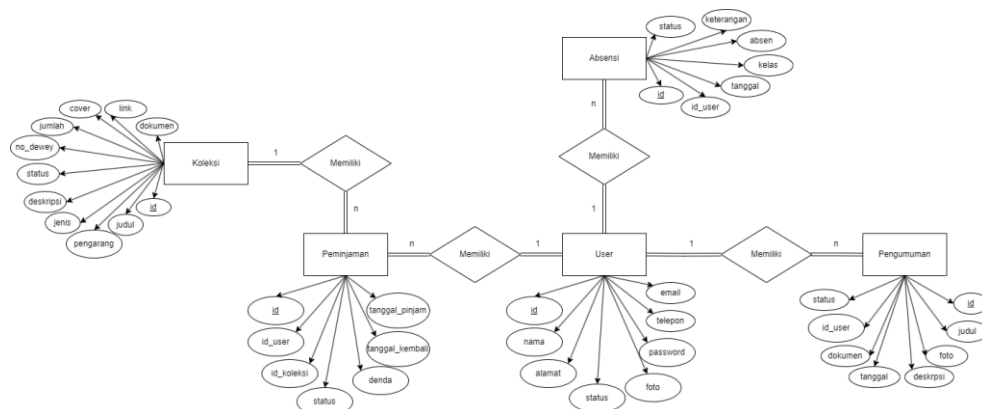 status
keterangan
absen
Absensi
kelas
tanggal
id
id_user
n
cover
link
jumlah
dokumen
no_dewey
Koleksi
1
Memiliki
Memiliki
status
deskripsi
id
jenis
judul
pengarang
n
1
Peminjaman
n
Memiliki
1
User
1
Memiliki
n
Pengumuman
id
tanggal_pinjam
id_user
tanggal_kembali
id_koleksi
denda
status
email
id
telepon
nama
password
alamat
foto
status
status
id
id_user
judul
dokumen
foto
tanggal
deskrpsi